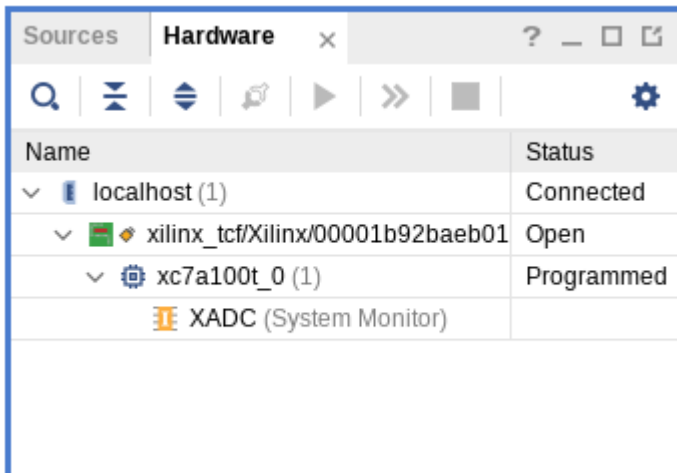 Sources Hardware × ?
Name Status
localhost (1) Connected
xilinx_tcf/Xilinx/00001b92baeb01 Open
xc7a100t_0 (1) Programmed
XADC (System Monitor)